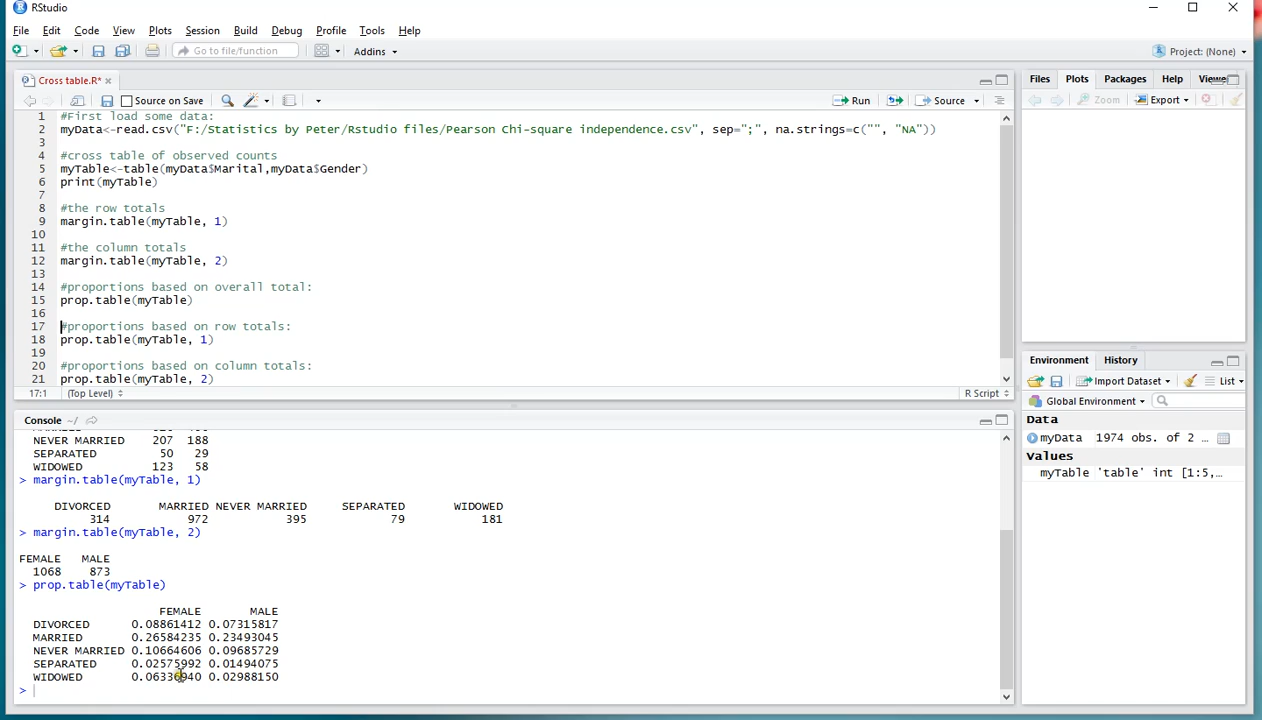 RStudio
File Edit Code View Plots Session Build Debug Profile Tools Help
Go to file/function Addins Project: (None)
Cross table.R*
Source on Save Run Source
1 #First load some data:
2 myData<-read.csv("F:/Statistics by Peter/Rstudio files/Pearson Chi-square independence.csv", sep=";", na.strings=c("", "NA"))
3
4 #cross table of observed counts
5 myTable<-table(myData$Marital,myData$Gender)
6 print(myTable)
7
8 #the row totals
9 margin.table(myTable, 1)
10
11 #the column totals
12 margin.table(myTable, 2)
13
14 #proportions based on overall total:
15 prop.table(myTable)
16
17 #proportions based on row totals:
18 prop.table(myTable, 1)
19
20 #proportions based on column totals:
21 prop.table(myTable, 2)
17:1 (Top Level) R Script
Console ~/
NEVER MARRIED 207 188
SEPARATED 50 29
WIDOWED 123 58
> margin.table(myTable, 1)
DIVORCED MARRIED NEVER MARRIED SEPARATED WIDOWED
314 972 395 79 181
> margin.table(myTable, 2)
FEMALE MALE
1068 873
> prop.table(myTable)
FEMALE MALE
DIVORCED 0.08861412 0.07315817
MARRIED 0.26584235 0.23493045
NEVER MARRIED 0.10664606 0.09685729
SEPARATED 0.02575992 0.01494075
WIDOWED 0.06336940 0.02988150
>
Files Plots Packages Help Viewe
Zoom Export
Environment History
Import Dataset List
Global Environment
Data
myData 1974 obs. of 2 …
Values
myTable 'table' int [1:5,…